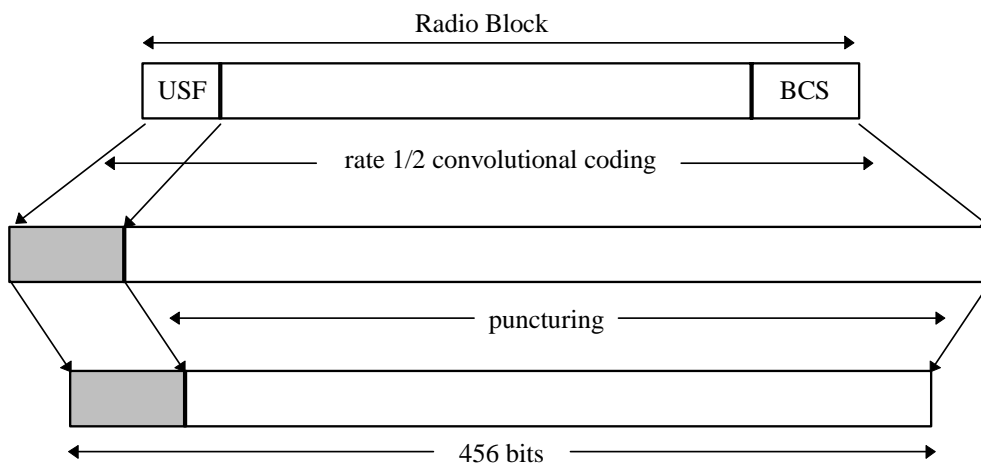 Radio Block
USF
BCS
rate 1/2 convolutional coding
puncturing
456 bits